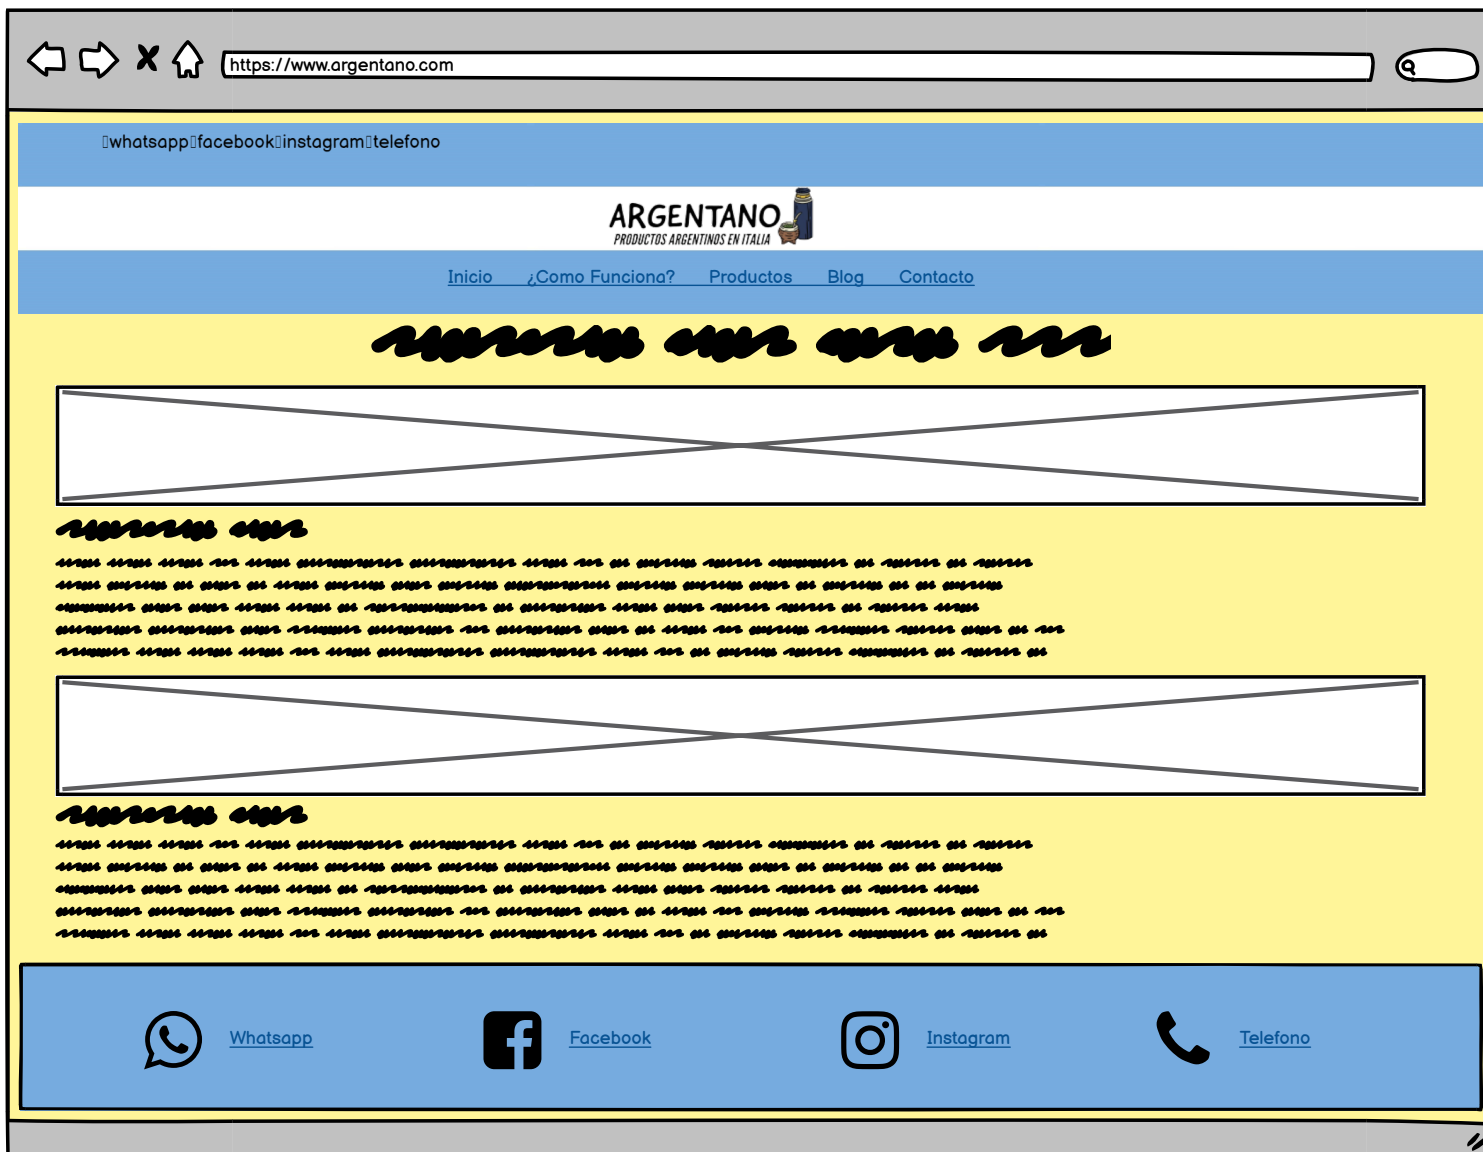 https://www.argentano.com
whatsapp facebook instagram telefono
ARGENTANO
PRODUCTOS ARGENTINOS EN ITALIA
Inicio ¿Como Funciona? Productos Blog Contacto
Whatsapp Facebook Instagram Telefono